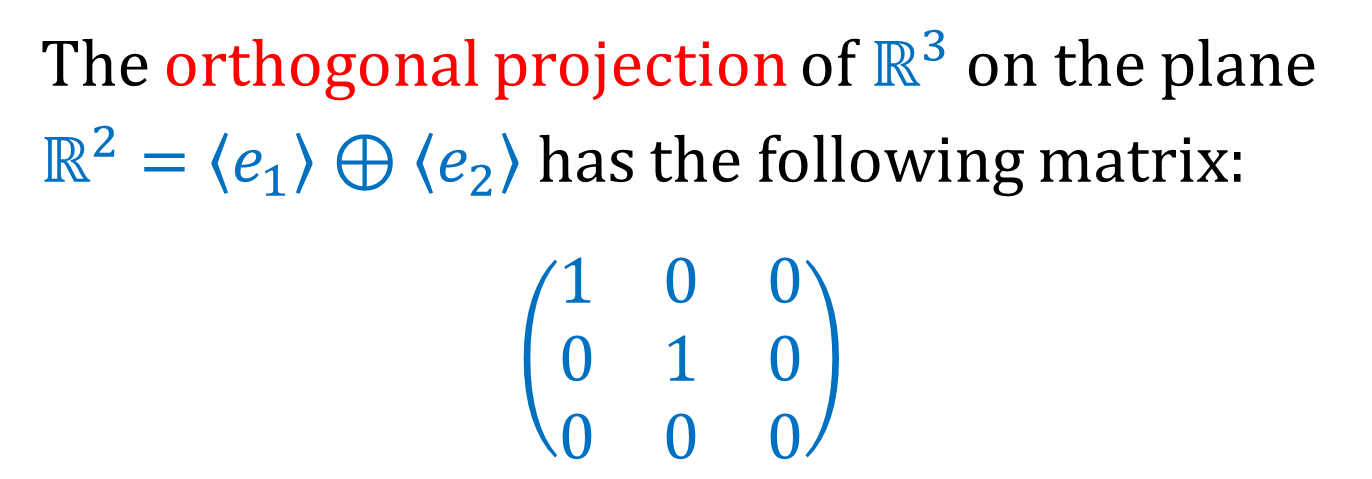 The orthogonal projection of ℝ³ on the plane
ℝ² = ⟨e₁⟩ ⊕ ⟨e₂⟩ has the following matrix:
1 0 0
0 1 0
0 0 0